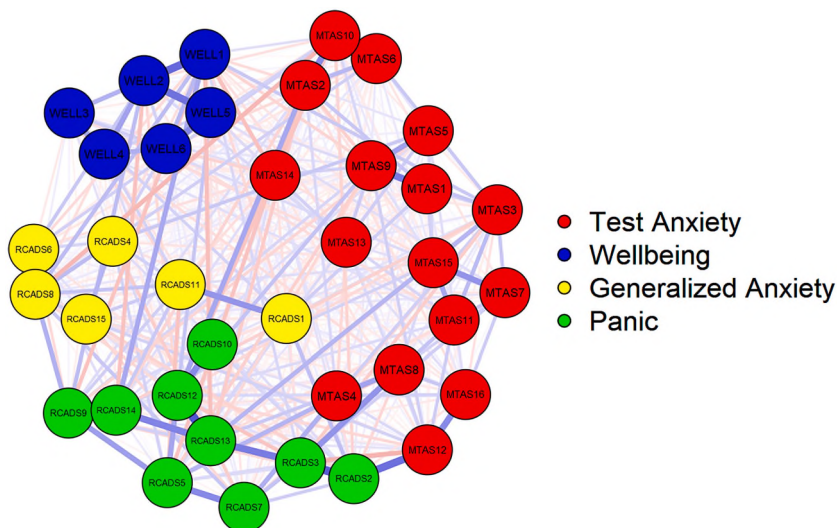 MTAS10
WELL1
MTAS6
WELL2
MTAS2
WELL3
WELL5
MTAS5
WELL4
WELL6
MTAS9
MTAS14
MTAS1
MTAS3
RCADS6
RCADS4
MTAS13
MTAS15
RCADS8
RCADS11
MTAS7
RCADS15
RCADS1
MTAS11
RCADS10
MTAS8
RCADS12
MTAS4
MTAS16
RCADS9
RCADS14
RCADS13
MTAS12
RCADS3
RCADS5
RCADS2
RCADS7
Test Anxiety
Wellbeing
Generalized Anxiety
Panic